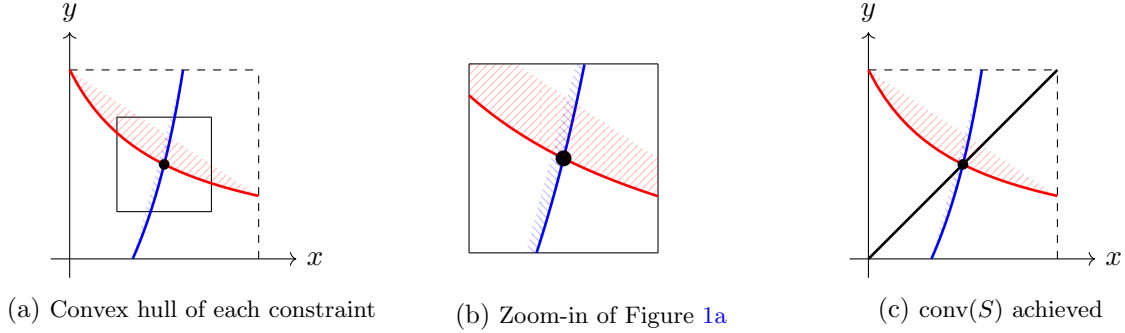 y
x
(a) Convex hull of each constraint
(b) Zoom-in of Figure 1a
y
x
(c) conv(S) achieved